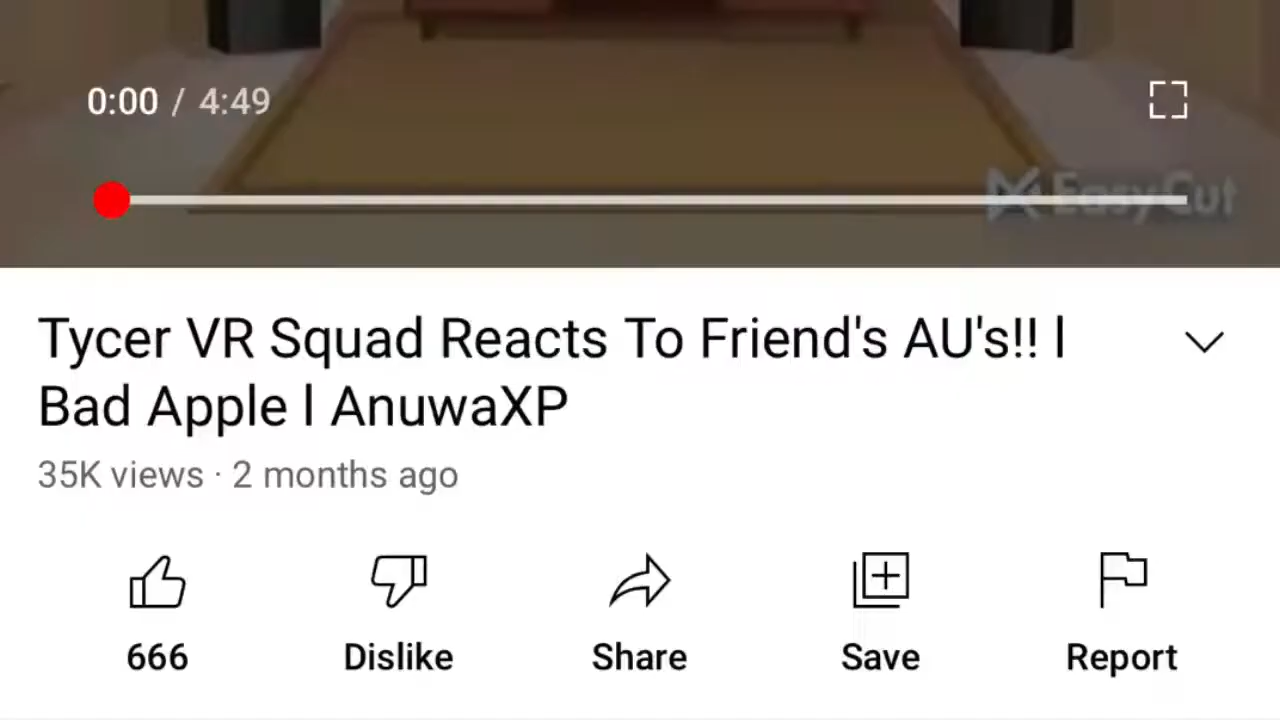 0:00 / 4:49
EasyCut
Tycer VR Squad Reacts To Friend's AU's!! l
Bad Apple l AnuwaXP
35K views · 2 months ago
666 Dislike Share Save Report